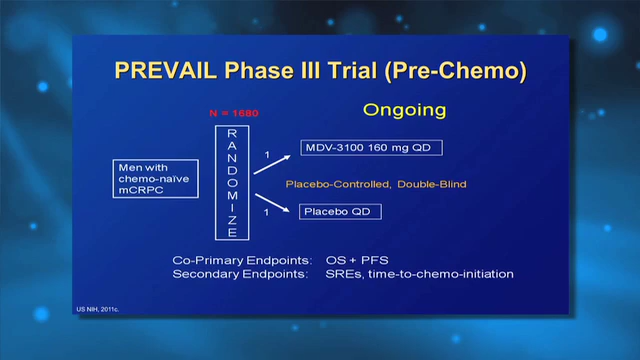 PREVAIL Phase III Trial (Pre-Chemo)
N = 1680
Ongoing
Men with
chemo-naïve
mCRPC
RANDOMIZE
1
MDV-3100 160 mg QD
Placebo-Controlled, Double-Blind
1
Placebo QD
Co-Primary Endpoints: OS + PFS
Secondary Endpoints: SREs, time-to-chemo-initiation
US NIH, 2011c.